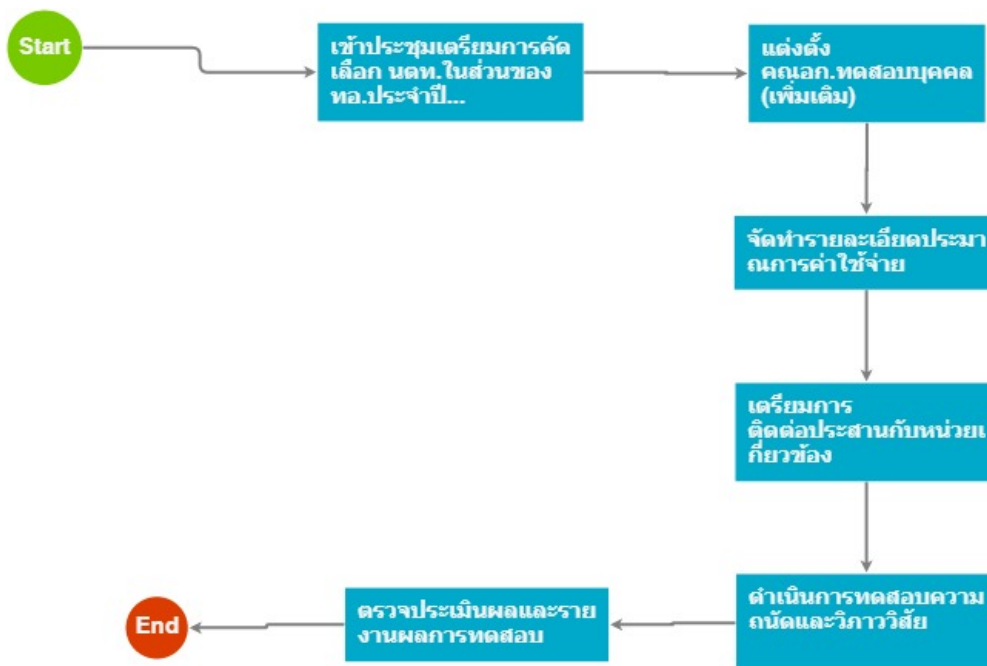 Start
เข้าประชุมเตรียมการคัด
เลือก นตท.ในส่วนของ
ทอ.ประจำปี...
แต่งตั้ง
คณอก.ทดสอบบุคคล
(เพิ่มเติม)
จัดทำรายละเอียดประมา
ณการค่าใช้จ่าย
เตรียมการ
ติดต่อประสานกับหน่วยเ
กี่ยวข้อง
ดำเนินการทดสอบความ
ถนัดและวิภาววิสัย
ตรวจประเมินผลและราย
งานผลการทดสอบ
End